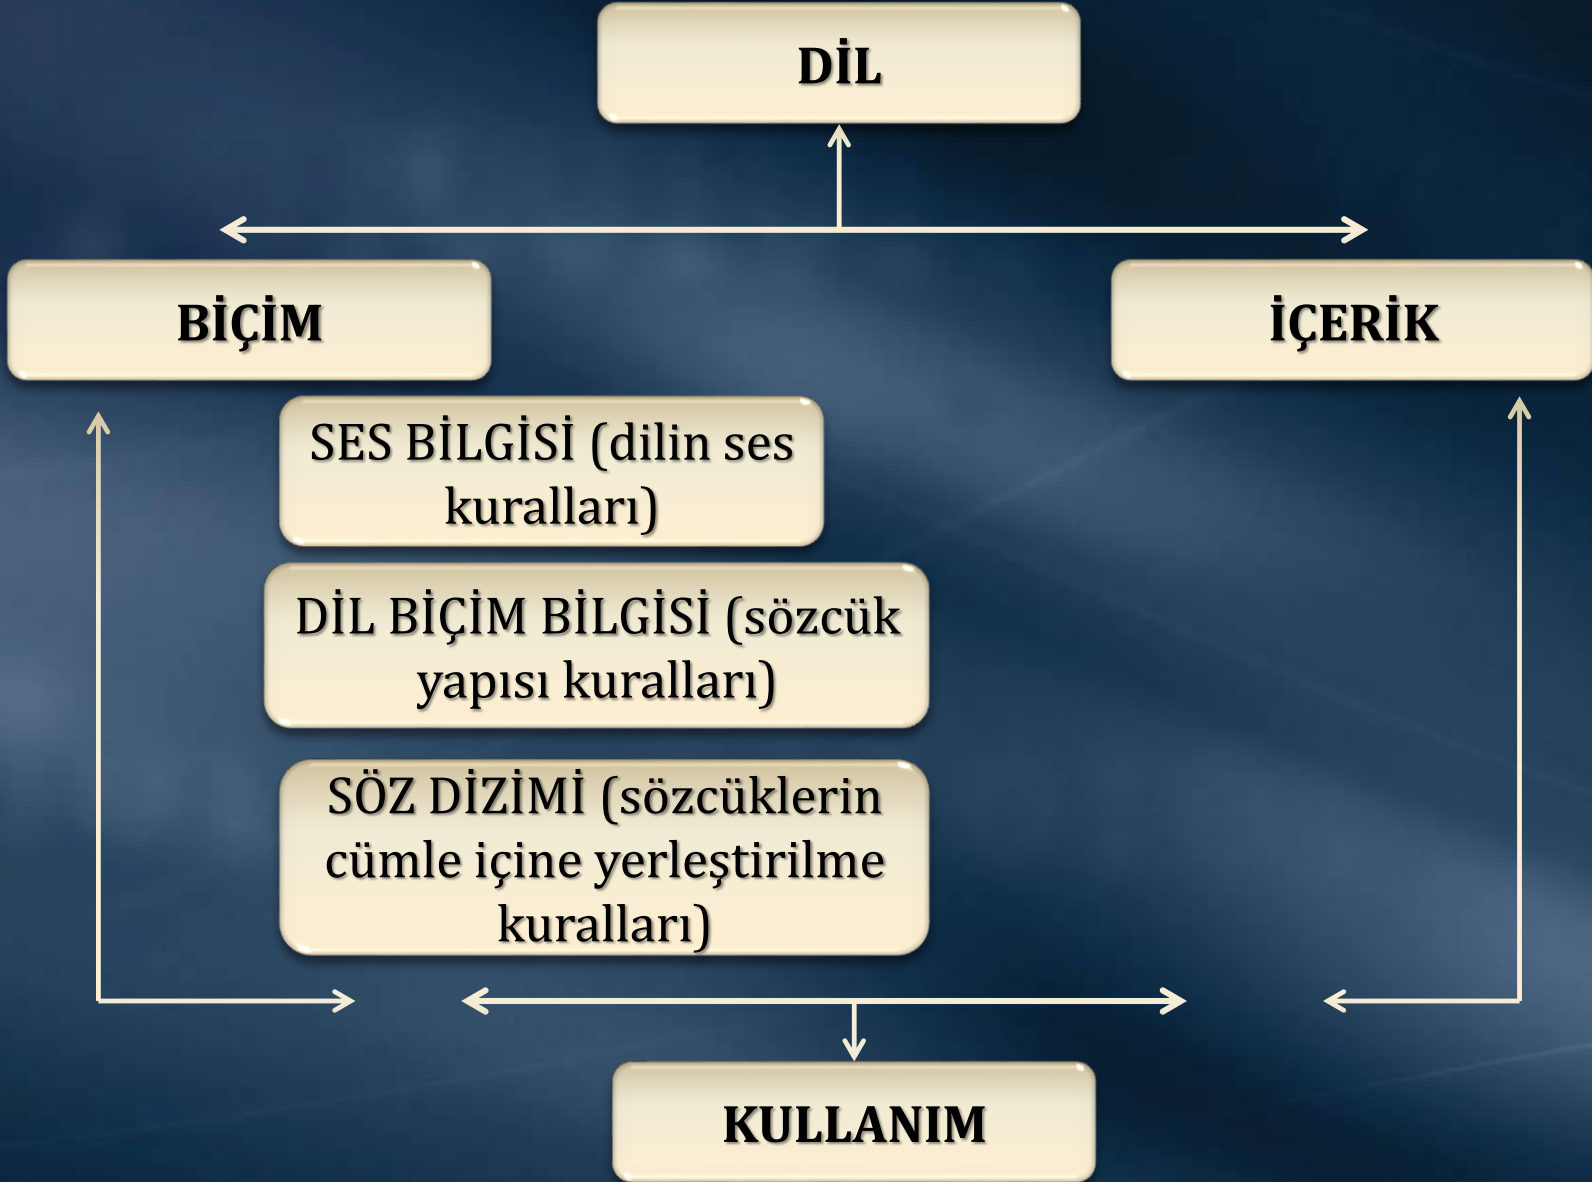 DİL
BİÇİM
İÇERİK
SES BİLGİSİ (dilin ses
kuralları)
DİL BİÇİM BİLGİSİ (sözcük
yapısı kuralları)
SÖZ DİZİMİ (sözcüklerin
cümle içine yerleştirilme
kuralları)
KULLANIM